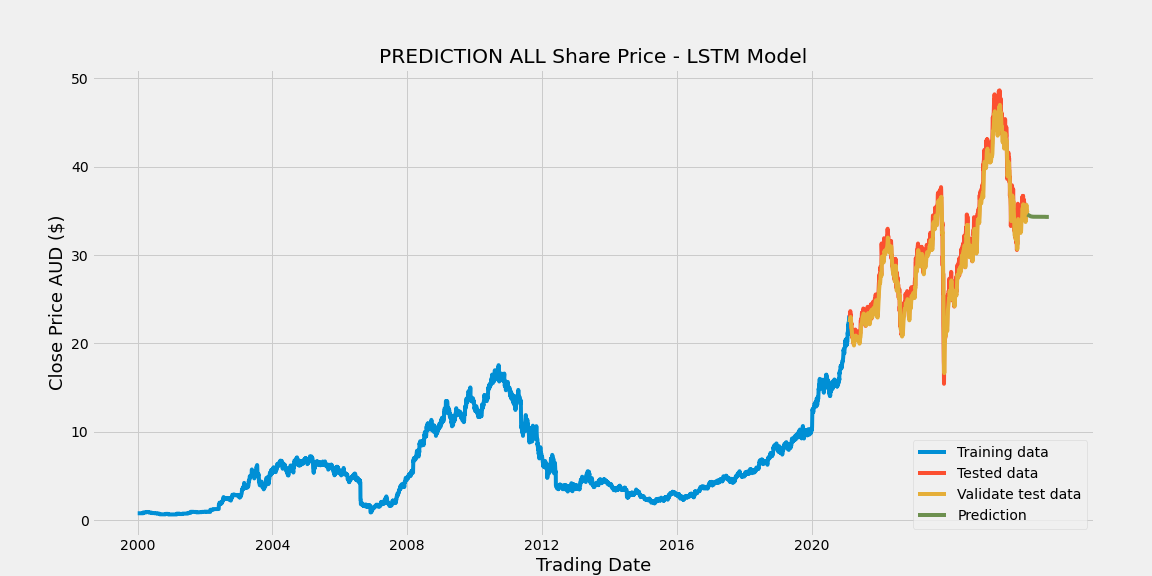 PREDICTION ALL Share Price - LSTM Model
Close Price AUD ($)
50
40
30
20
10
0
2000 2004 2008 2012 2016 2020
Trading Date
Training data
Tested data
Validate test data
Prediction